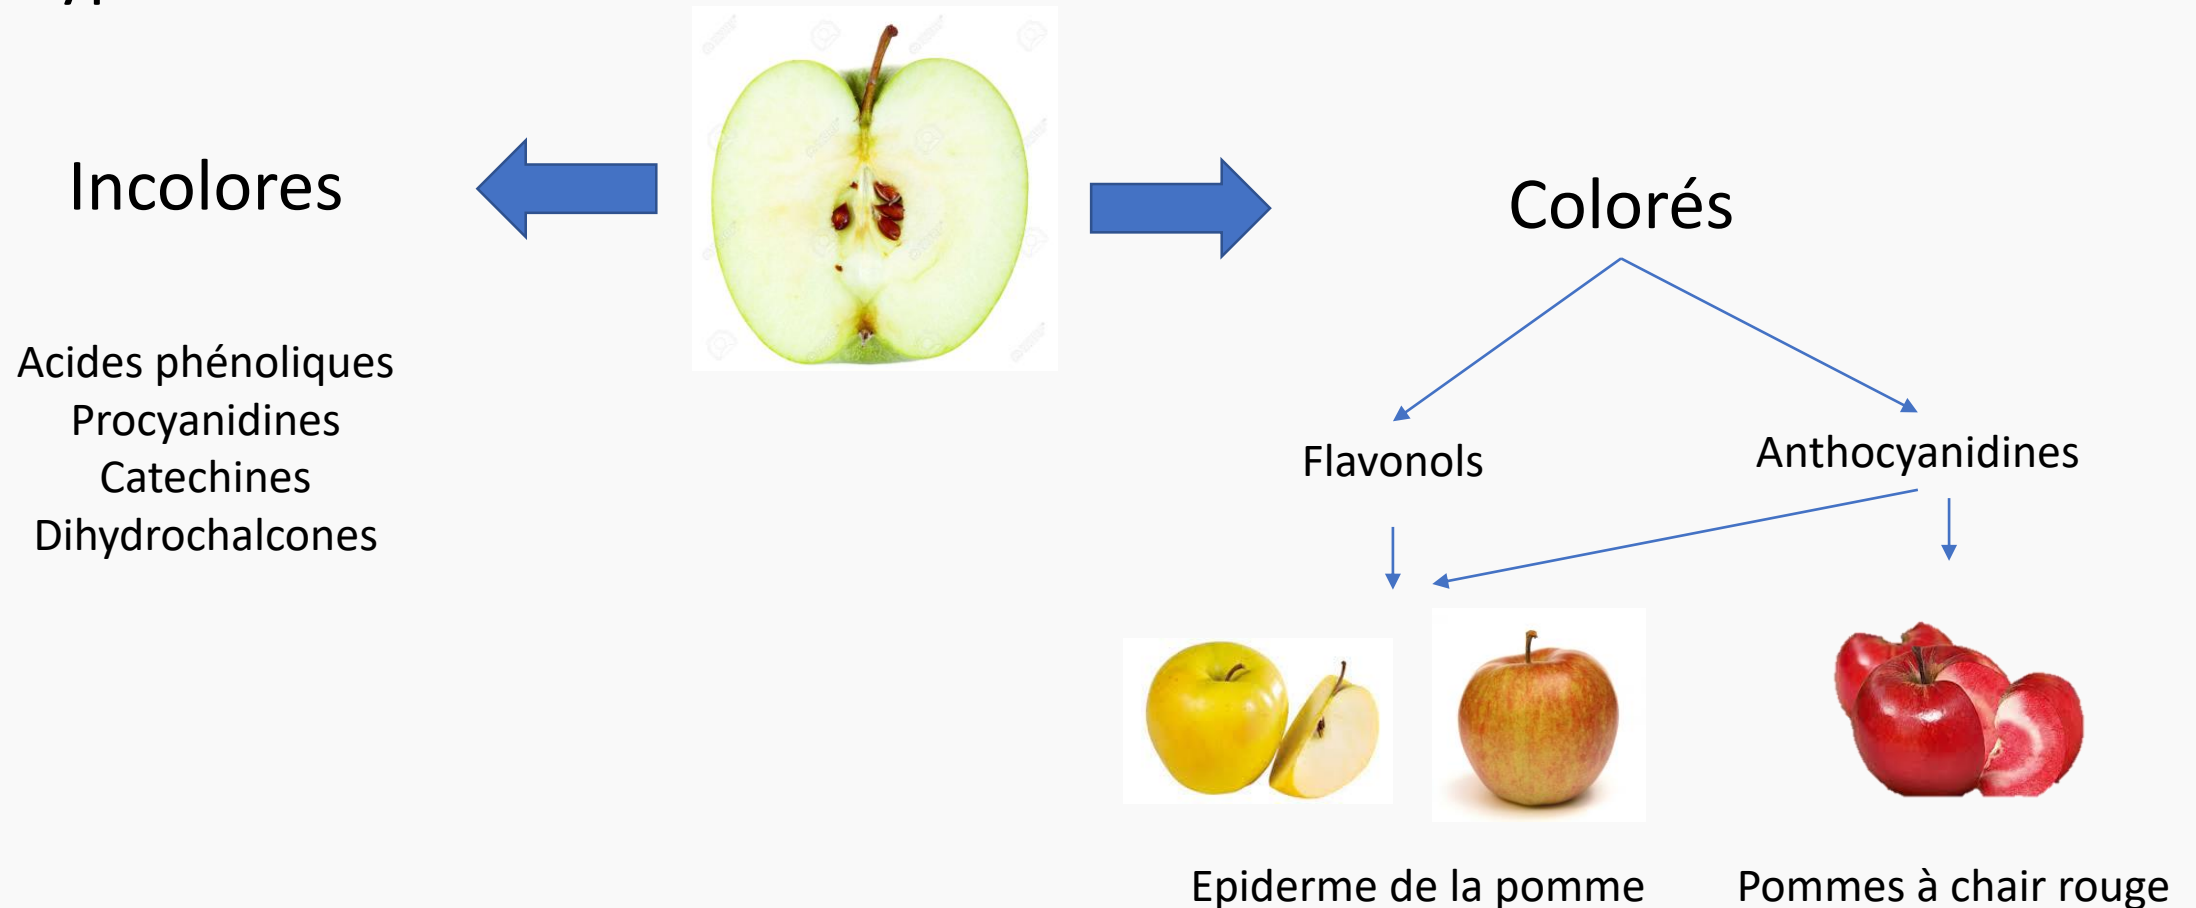 Incolores
Colorés
Acides phénoliques
Procyanidines
Catechines
Dihydrochalcones
Flavonols
Anthocyanidines
Epiderme de la pomme
Pommes à chair rouge